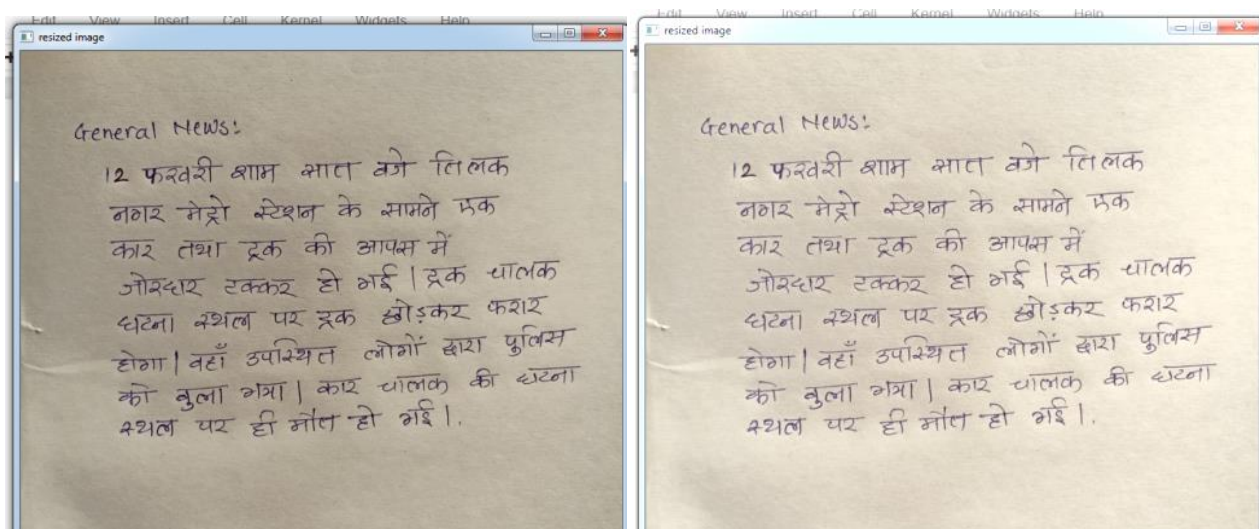 Edit View Insert Cell Kernel Widgets Help
resized image
General News:
12 फरवरी शाम सात बजे तिलक
नगर मेट्रो स्टेशन के सामने एक
कार तथा ट्रक की आपस में
जोरदार टक्कर हो गई | ट्रक चालक
घटना स्थल पर ट्रक छोड़कर फरार
होगा | वहाँ उपस्थित लोगों द्वारा पुलिस
को बुला गया | कार चालक की घटना
स्थल पर ही मौत हो गई |.
Edit View Insert Cell Kernel Widgets Help
resized image
General News:
12 फरवरी शाम सात बजे तिलक
नगर मेट्रो स्टेशन के सामने एक
कार तथा ट्रक की आपस में
जोरदार टक्कर हो गई | ट्रक चालक
घटना स्थल पर ट्रक छोड़कर फरार
होगा | वहाँ उपस्थित लोगों द्वारा पुलिस
को बुला गया | कार चालक की घटना
स्थल पर ही मौत हो गई |.